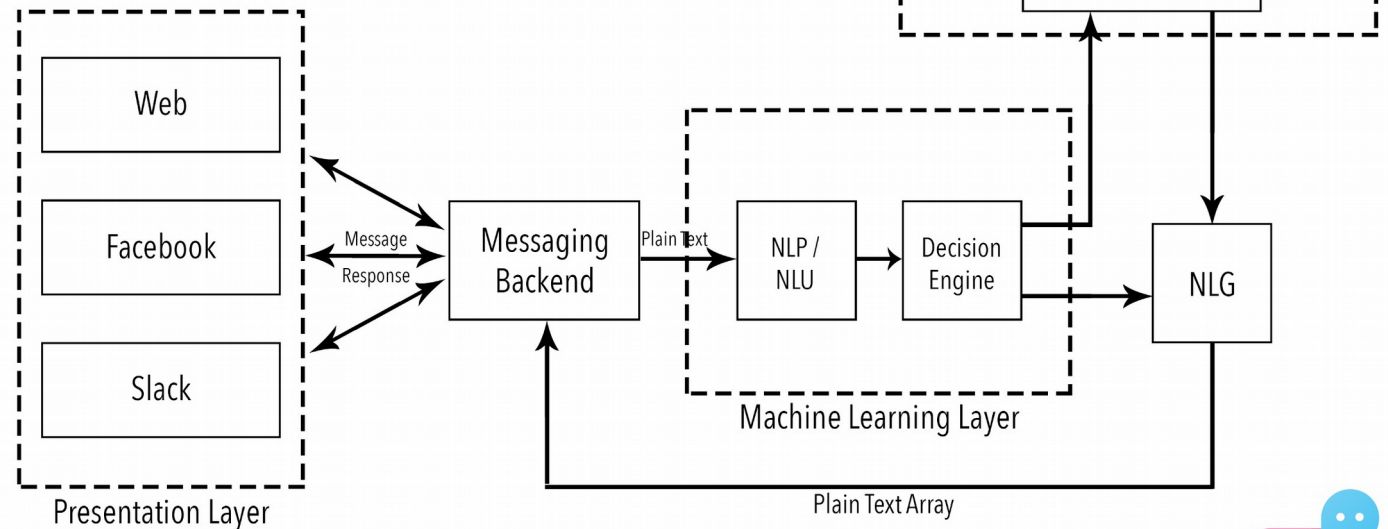 Web
Facebook
Slack
Presentation Layer
Message
Response
Messaging
Backend
Plain Text
NLP /
NLU
Decision
Engine
Machine Learning Layer
NLG
Plain Text Array